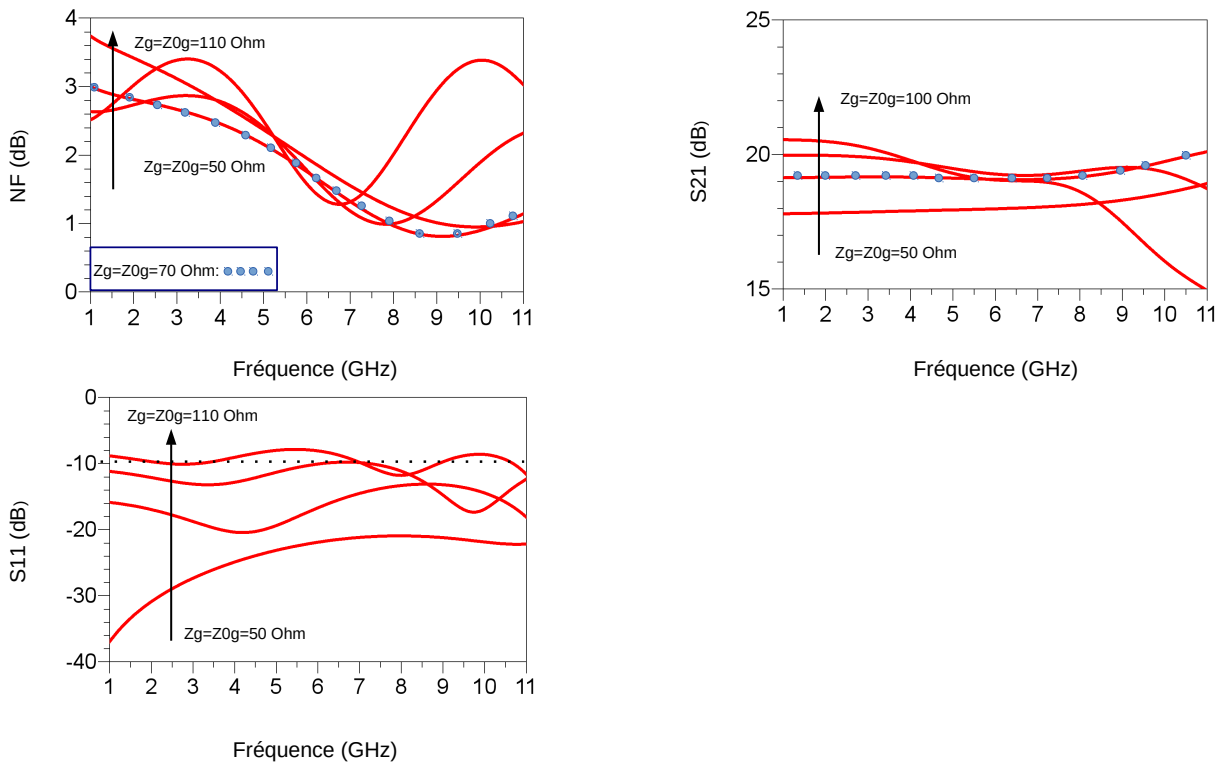 4
3
2
1
0
NF (dB)
Zg=Z0g=110 Ohm
Zg=Z0g=50 Ohm
Zg=Z0g=70 Ohm:
1 2 3 4 5 6 7 8 9 10 11
Fréquence (GHz)
25
20
15
S21 (dB)
Zg=Z0g=100 Ohm
Zg=Z0g=50 Ohm
1 2 3 4 5 6 7 8 9 10 11
Fréquence (GHz)
0
-10
-20
-30
-40
S11 (dB)
Zg=Z0g=110 Ohm
Zg=Z0g=50 Ohm
1 2 3 4 5 6 7 8 9 10 11
Fréquence (GHz)